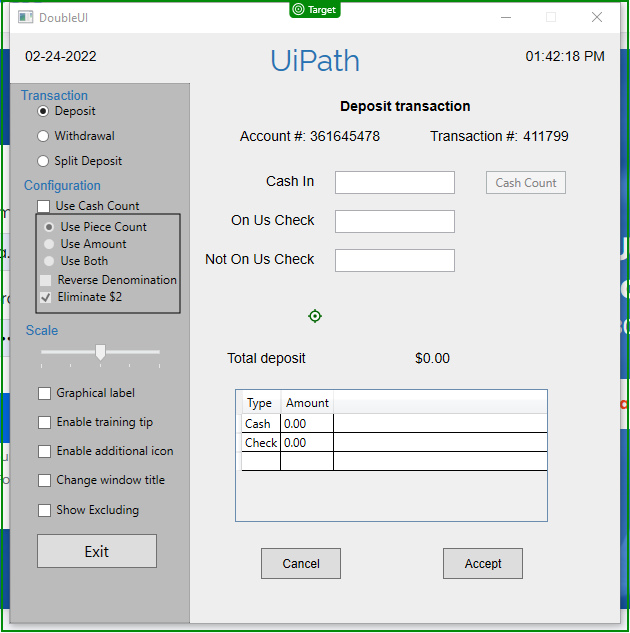 Target
DoubleUI
02-24-2022
UiPath
01:42:18 PM
Transaction
Deposit
Withdrawal
Split Deposit
Configuration
Use Cash Count
Use Piece Count
Use Amount
Use Both
Reverse Denomination
Eliminate $2
Scale
Graphical label
Enable training tip
Enable additional icon
Change window title
Show Excluding
Exit
Deposit transaction
Account #: 361645478 Transaction #: 411799
Cash In
Cash Count
On Us Check
Not On Us Check
Total deposit $0.00
Type Amount
Cash 0.00
Check 0.00
Cancel Accept